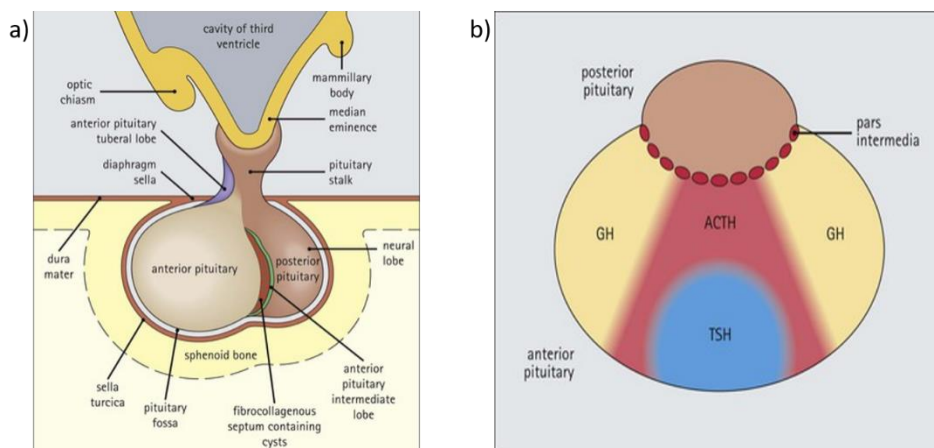 a)
cavity of third
ventricle
optic
chiasm
mammillary
body
median
eminence
anterior pituitary
tuberal lobe
diaphragm
sella
pituitary
stalk
dura
mater
anterior pituitary
posterior
pituitary
neural
lobe
sphenoid bone
sella
turcica
pituitary
fossa
fibrocollagenous
septum containing
cysts
anterior
pituitary
intermediate
lobe
b)
posterior
pituitary
pars
intermedia
GH
ACTH
GH
TSH
anterior
pituitary